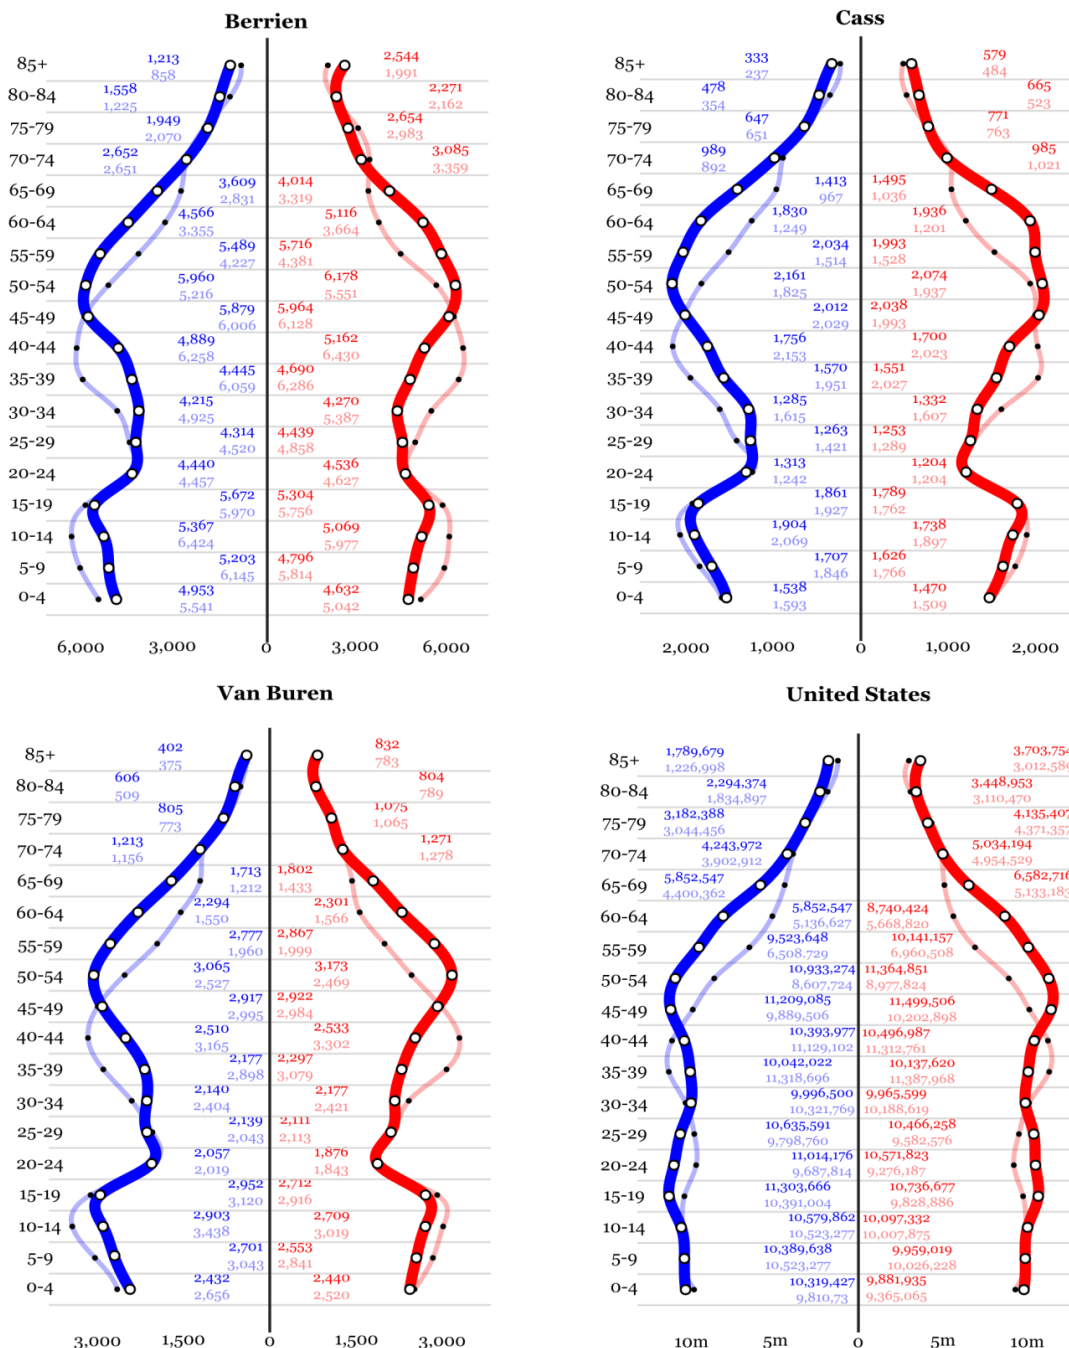 Berrien
85+ 1,213 2,544
858 1,991
80-84 1,558 2,271
1,225 2,162
75-79 1,949 2,654
2,070 2,983
70-74 2,652 3,085
2,651 3,359
65-69 3,609 4,014
2,831 3,319
60-64 4,566 5,116
3,355 3,664
55-59 5,489 5,716
4,227 4,381
50-54 5,960 6,178
5,216 5,551
45-49 5,879 5,964
6,006 6,128
40-44 4,889 5,162
6,258 6,430
35-39 4,445 4,690
6,059 6,286
30-34 4,215 4,270
4,925 5,387
25-29 4,314 4,439
4,520 4,858
20-24 4,440 4,536
4,457 4,627
15-19 5,672 5,304
5,970 5,756
10-14 5,367 5,069
6,424 5,977
5-9 5,203 4,796
6,145 5,814
0-4 4,953 4,632
5,541 5,042
6,000 3,000 0 3,000 6,000
Cass
85+ 333 579
237 484
80-84 478 665
354 523
75-79 647 771
651 763
70-74 989 985
892 1,021
65-69 1,413 1,495
967 1,036
60-64 1,830 1,936
1,249 1,201
55-59 2,034 1,993
1,514 1,528
50-54 2,161 2,074
1,825 1,937
45-49 2,012 2,038
2,029 1,993
40-44 1,756 1,700
2,153 2,023
35-39 1,570 1,551
1,951 2,027
30-34 1,285 1,332
1,615 1,607
25-29 1,263 1,253
1,421 1,289
20-24 1,313 1,204
1,242 1,204
15-19 1,861 1,789
1,927 1,762
10-14 1,904 1,738
2,069 1,897
5-9 1,707 1,626
1,846 1,766
0-4 1,538 1,470
1,593 1,509
2,000 1,000 0 1,000 2,000
Van Buren
85+ 402 832
375 783
80-84 606 804
509 789
75-79 805 1,075
773 1,065
70-74 1,213 1,271
1,156 1,278
65-69 1,713 1,802
1,212 1,433
60-64 2,294 2,301
1,550 1,566
55-59 2,777 2,867
1,960 1,999
50-54 3,065 3,173
2,527 2,469
45-49 2,917 2,922
2,995 2,984
40-44 2,510 2,533
3,165 3,302
35-39 2,177 2,297
2,898 3,079
30-34 2,140 2,177
2,404 2,421
25-29 2,139 2,111
2,043 2,113
20-24 2,057 1,876
2,019 1,843
15-19 2,952 2,712
3,120 2,916
10-14 2,903 2,709
3,438 3,019
5-9 2,701 2,553
3,043 2,841
0-4 2,432 2,440
2,656 2,520
3,000 1,500 0 1,500 3,000
United States
85+ 1,789,679 3,703,754
1,226,998 3,012,589
80-84 2,294,374 3,448,953
1,834,897 3,110,470
75-79 3,182,388 4,135,407
3,044,456 4,371,357
70-74 4,243,972 5,034,194
3,902,912 4,954,529
65-69 5,852,547 6,582,716
4,400,362 5,133,183
60-64 5,852,547 8,740,424
5,136,627 5,668,820
55-59 9,523,648 10,141,157
6,508,729 6,960,508
50-54 10,933,274 11,364,851
8,607,724 8,977,824
45-49 11,209,085 11,499,506
9,889,506 10,202,898
40-44 10,393,977 10,496,987
11,129,102 11,312,761
35-39 10,042,022 10,137,620
11,318,696 11,387,968
30-34 9,996,500 9,965,599
10,321,769 10,188,619
25-29 10,635,591 10,466,258
9,798,760 9,582,576
20-24 11,014,176 10,571,823
9,687,814 9,276,187
15-19 11,303,666 10,736,677
10,391,004 9,828,886
10-14 10,579,862 10,097,332
10,523,277 10,007,875
5-9 10,389,638 9,959,019
10,523,277 10,026,228
0-4 10,319,427 9,881,935
9,810,73 9,365,065
10m 5m 0 5m 10m